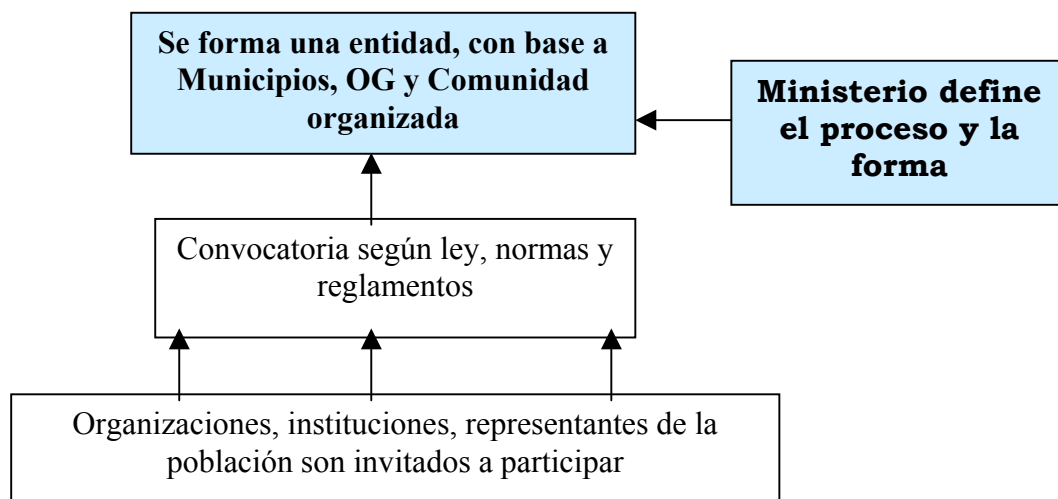 Se forma una entidad, con base a
Municipios, OG y Comunidad
organizada
Ministerio define
el proceso y la
forma
Convocatoria según ley, normas y
reglamentos
Organizaciones, instituciones, representantes de la
población son invitados a participar